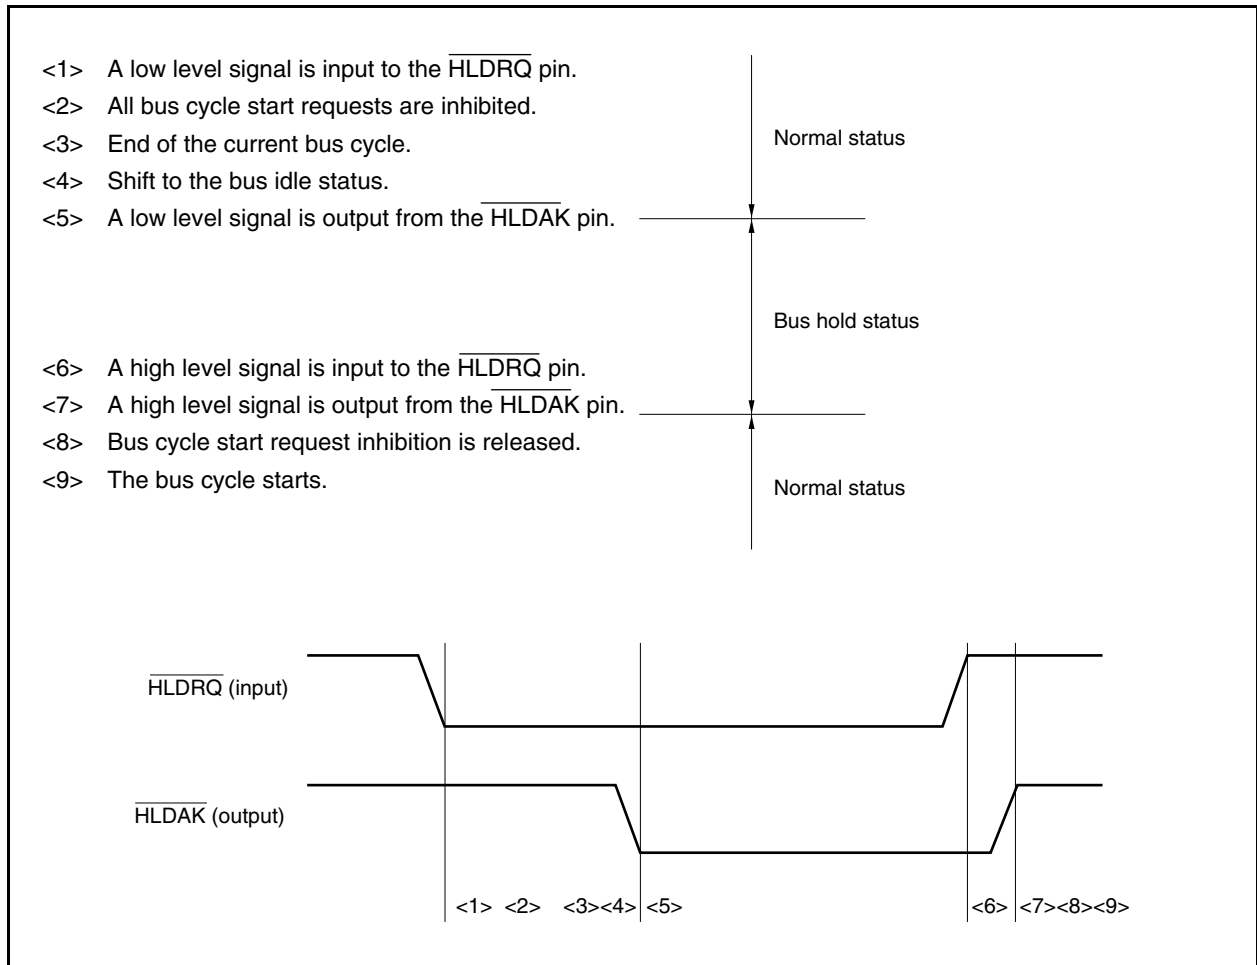 <1> A low level signal is input to the HLDRQ pin.
<2> All bus cycle start requests are inhibited.
Normal status
<3> End of the current bus cycle.
<4> Shift to the bus idle status.
<5> A low level signal is output from the HLDAK pin.
Bus hold status
<6> A high level signal is input to the HLDRQ pin.
<7> A high level signal is output from the HLDAK pin.
<8> Bus cycle start request inhibition is released.
<9> The bus cycle starts.
Normal status
HLDRQ (input)
HLDAK (output)
<1> <2> <3><4> <5> <6> <7><8><9>